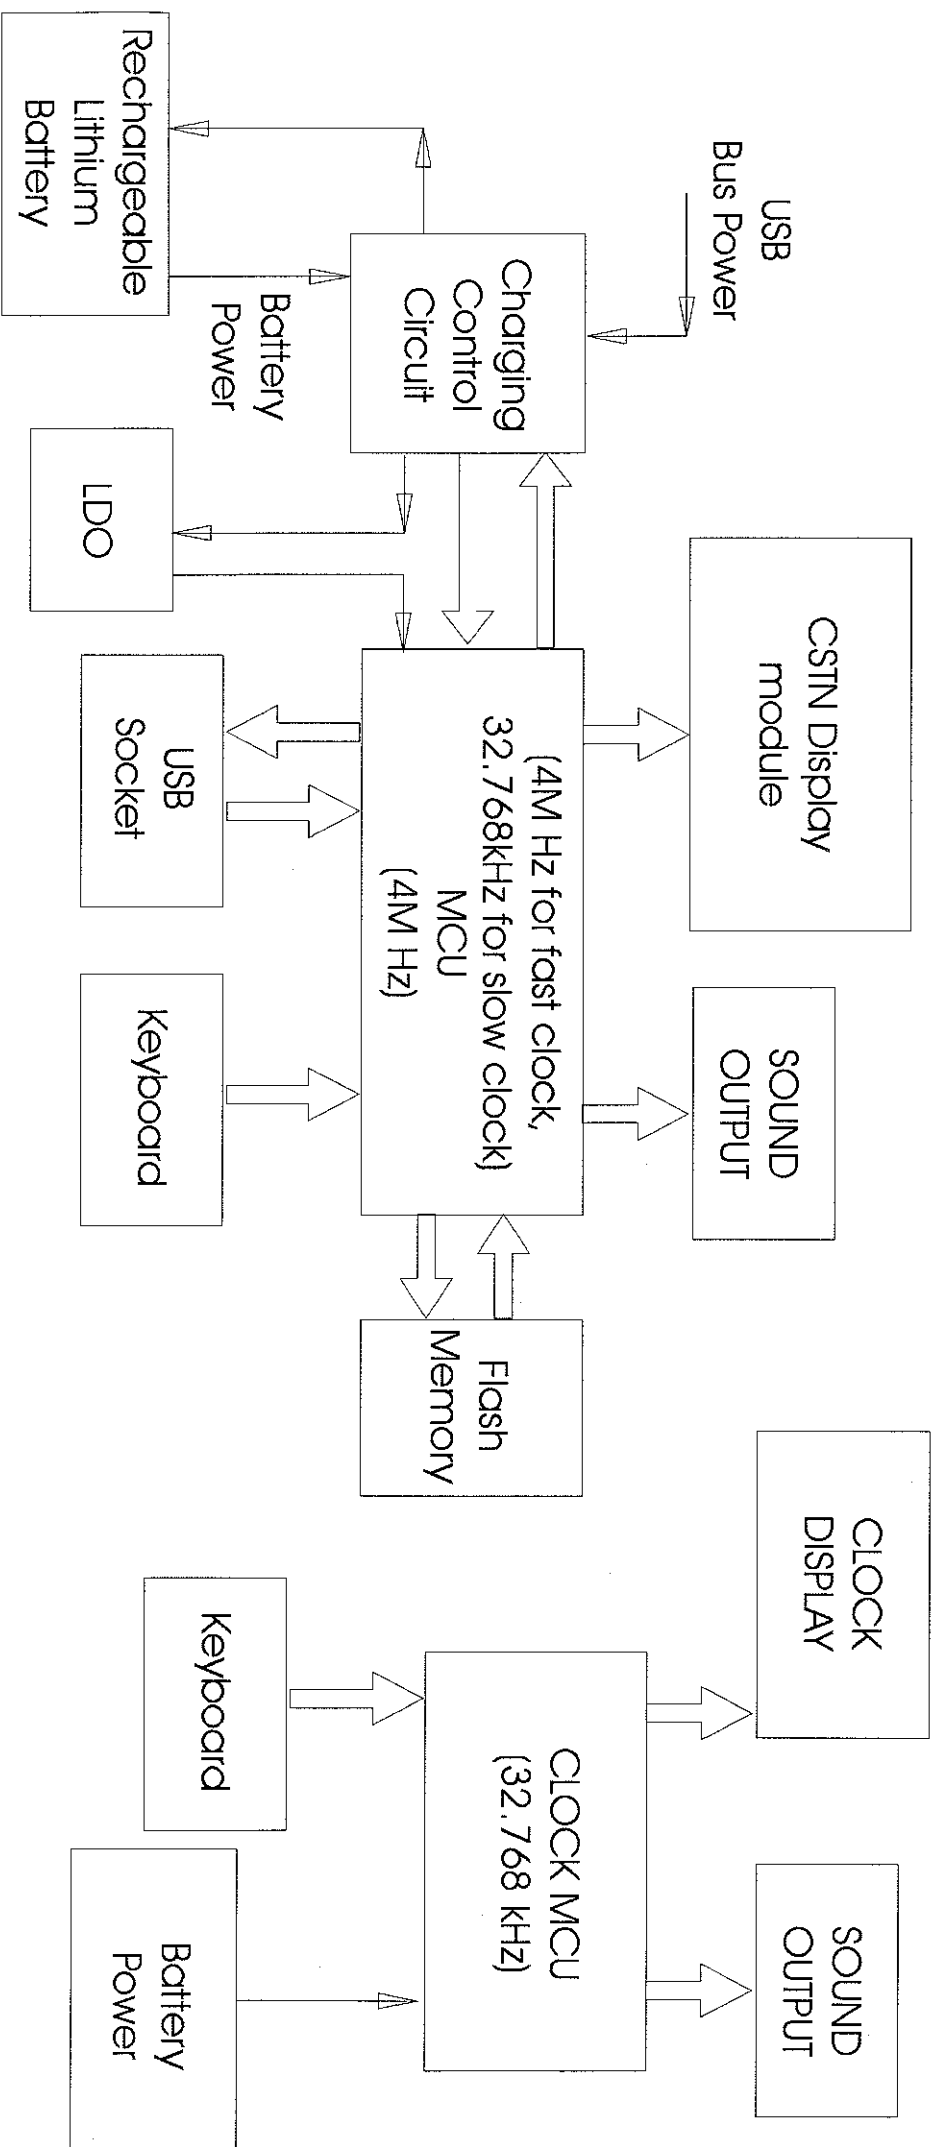 USB
Bus Power
Charging
Control
Circuit
Battery
Power
Rechargeable
Lithium
Battery
LDO
CSTN Display
module
SOUND
OUTPUT
(4M Hz for fast clock,
32.768kHz for slow clock)
MCU
(4M Hz)
USB
Socket
Keyboard
Flash
Memory
CLOCK
DISPLAY
SOUND
OUTPUT
CLOCK MCU
(32.768 kHz)
Keyboard
Battery
Power